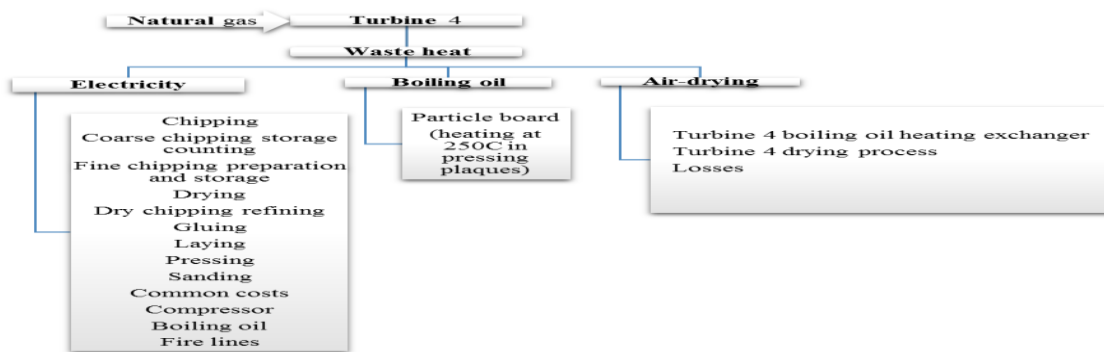 Natural gas
Turbine 4
Waste heat
Electricity
Boiling oil
Air-drying
Chipping
Coarse chipping storage
counting
Fine chipping preparation
and storage
Drying
Dry chipping refining
Gluing
Laying
Pressing
Sanding
Common costs
Compressor
Boiling oil
Fire lines
Particle board
(heating at
250C in
pressing
plaques)
Turbine 4 boiling oil heating exchanger
Turbine 4 drying process
Losses